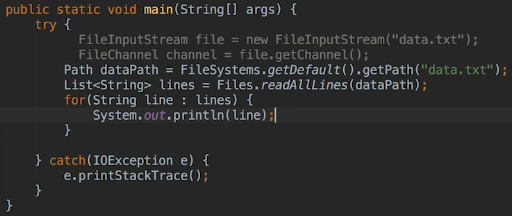 public static void main(String[] args) {
try {
FileInputStream file = new FileInputStream("data.txt");
FileChannel channel = file.getChannel();
Path dataPath = FileSystems.getDefault().getPath("data.txt");
List<String> lines = Files.readAllLines(dataPath);
for(String line : lines) {
System.out.println(line);
}
} catch(IOException e) {
e.printStackTrace();
}
}